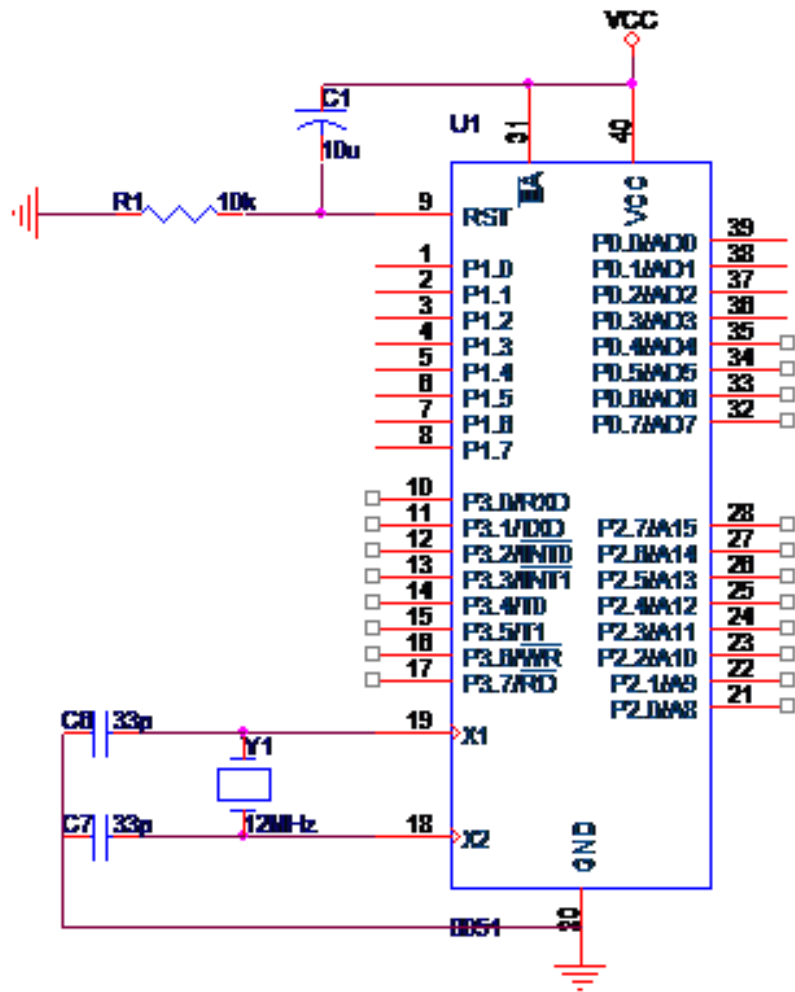 VCC
C1
10u
U1
31
40
R1
10k
9
RST
EA
VCC
1
P1.0
2
P1.1
3
P1.2
4
P1.3
5
P1.4
6
P1.5
7
P1.6
8
P1.7
39
P0.0/AD0
38
P0.1/AD1
37
P0.2/AD2
36
P0.3/AD3
35
P0.4/AD4
34
P0.5/AD5
33
P0.6/AD6
32
P0.7/AD7
10
P3.0/RXD
11
P3.1/TXD
12
P3.2/INT0
13
P3.3/INT1
14
P3.4/T0
15
P3.5/T1
16
P3.6/WR
17
P3.7/RD
28
P2.7/A15
27
P2.6/A14
26
P2.5/A13
25
P2.4/A12
24
P2.3/A11
23
P2.2/A10
22
P2.1/A9
21
P2.0/A8
C6
33p
19
X1
Y1
12MHz
C7
33p
18
X2
GND
20
8051